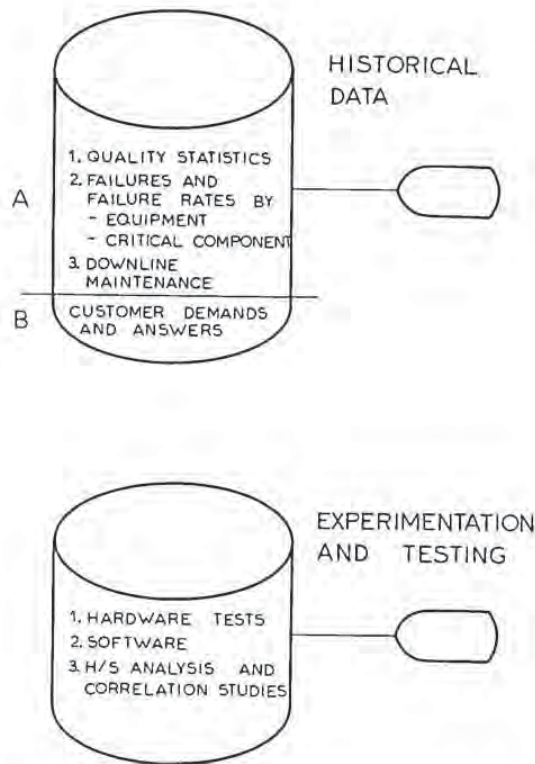 HISTORICAL
DATA
A
1. QUALITY STATISTICS
2. FAILURES AND
FAILURE RATES BY
- EQUIPMENT
- CRITICAL COMPONENT
3. DOWNLINE
MAINTENANCE
B
CUSTOMER DEMANDS
AND ANSWERS
EXPERIMENTATION
AND TESTING
1. HARDWARE TESTS
2. SOFTWARE
3. H/S ANALYSIS AND
CORRELATION STUDIES